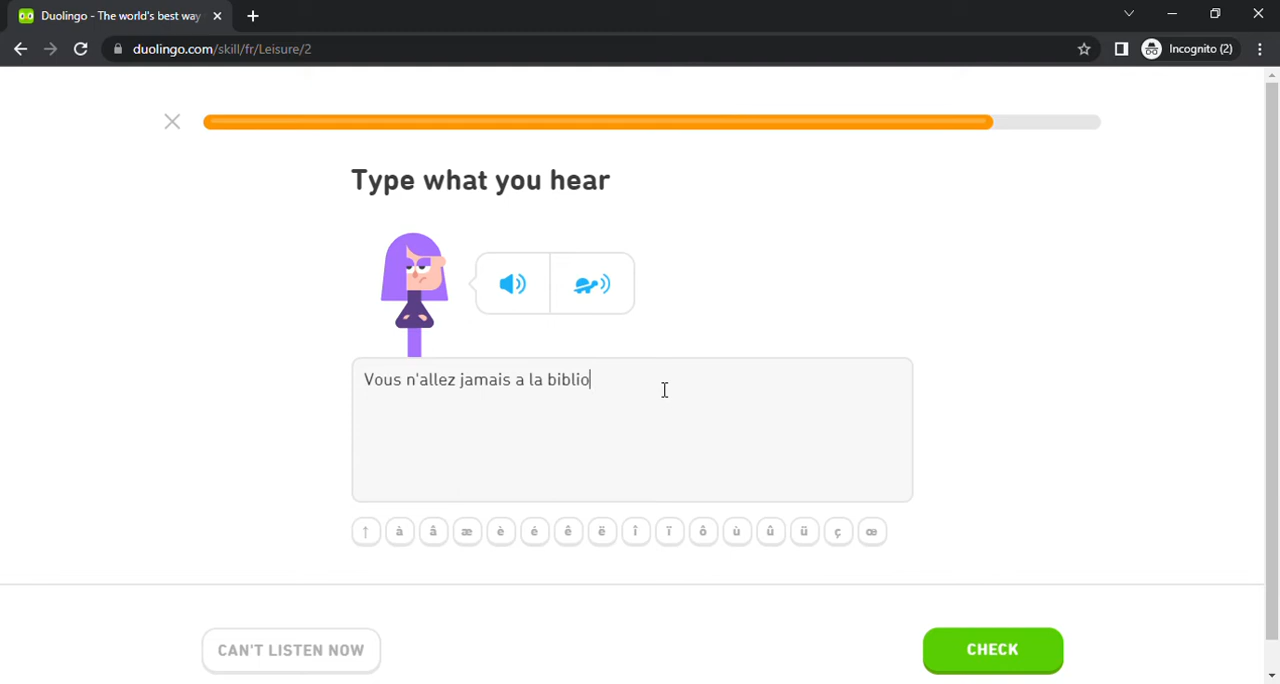 Duolingo - The world's best way
duolingo.com/skill/fr/Leisure/2
Incognito (2)
Type what you hear
Vous n'allez jamais a la biblio
↑ à â æ è é ê ë î ï ô ù û ü ç œ
CAN'T LISTEN NOW
CHECK